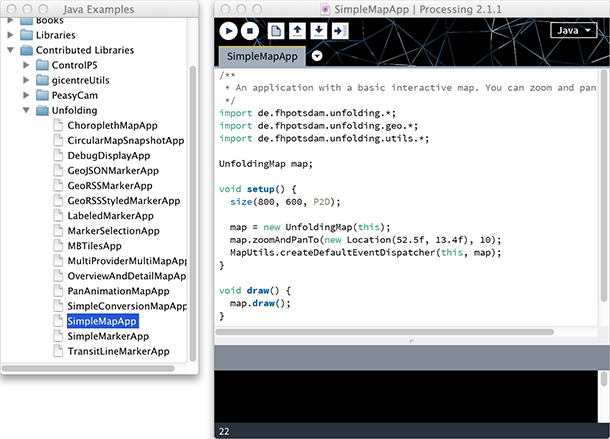 Java Examples
Books
Libraries
Contributed Libraries
ControlP5
gicentreUtils
PeasyCam
Unfolding
ChoroplethMapApp
CircularMapSnapshotApp
DebugDisplayApp
GeoJSONMarkerApp
GeoRSSMarkerApp
GeoRSSStyledMarkerApp
LabeledMarkerApp
MarkerSelectionApp
MBTilesApp
MultiProviderMultiMapApp
OverviewAndDetailMapApp
PanAnimationMapApp
SimpleConversionMapApp
SimpleMapApp
SimpleMarkerApp
TransitLineMarkerApp
SimpleMapApp | Processing 2.1.1
Java
SimpleMapApp
/**
* An application with a basic interactive map. You can zoom and pan
*/
import de.fhpotsdam.unfolding.*;
import de.fhpotsdam.unfolding.geo.*;
import de.fhpotsdam.unfolding.utils.*;
UnfoldingMap map;
void setup() {
size(800, 600, P2D);
map = new UnfoldingMap(this);
map.zoomAndPanTo(new Location(52.5f, 13.4f), 10);
MapUtils.createDefaultEventDispatcher(this, map);
}
void draw() {
map.draw();
}
22